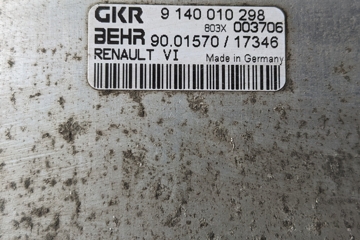 GKR 9 140 010 298
803X 003706
BEHR 90.01570 / 17346
RENAULT VI Made in Germany